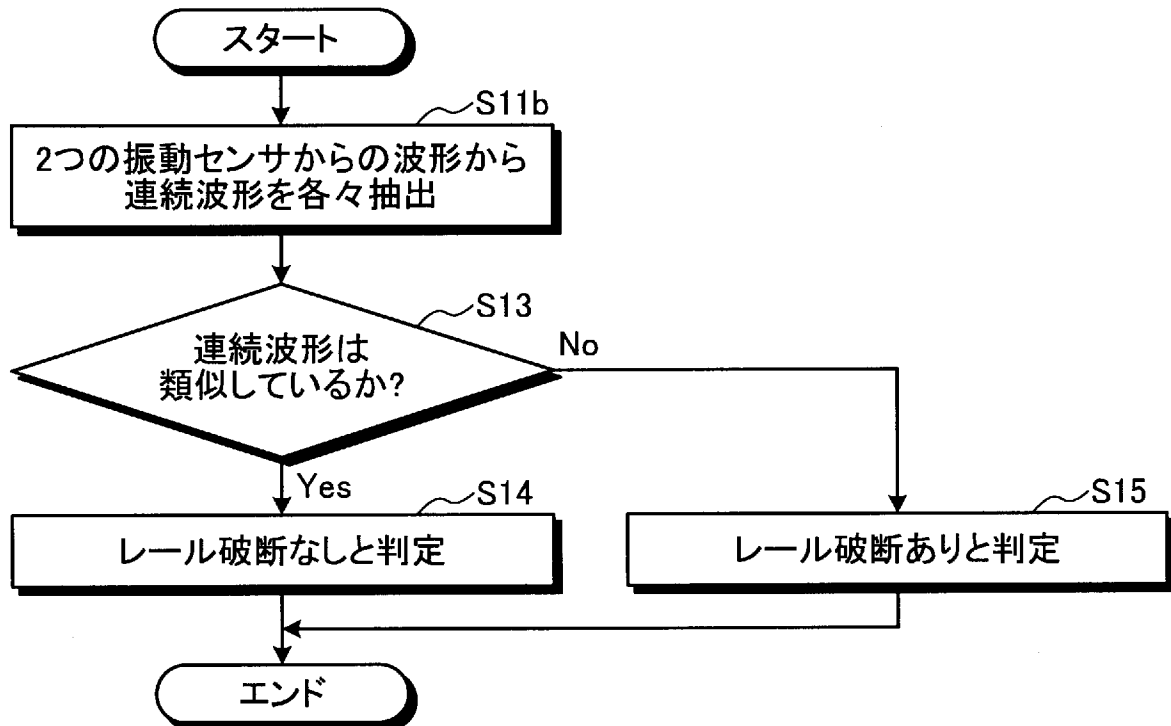 スタート
S11b
2つの振動センサからの波形から
連続波形を各々抽出
S13
連続波形は
類似しているか?
No
Yes
S14
レール破断なしと判定
S15
レール破断ありと判定
エンド